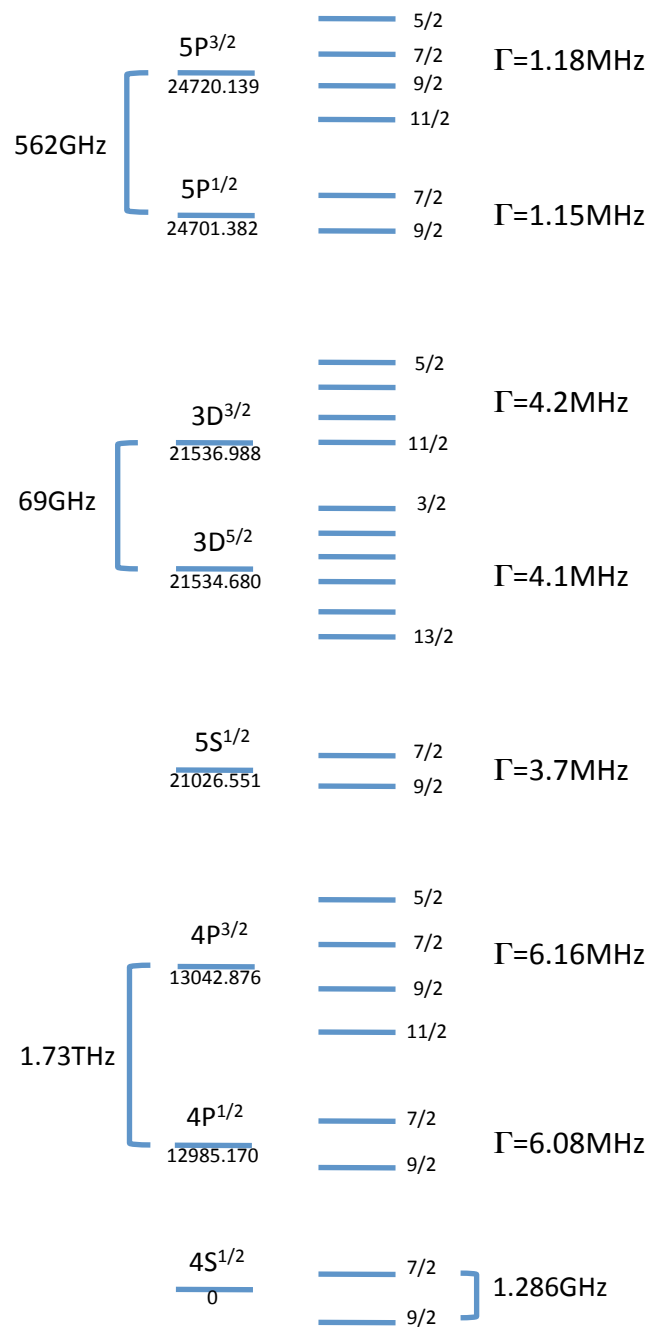 5/2
5P3/2
7/2
Γ=1.18MHz
24720.139
9/2
11/2
562GHz
5P1/2
7/2
Γ=1.15MHz
24701.382
9/2
5/2
3D3/2
Γ=4.2MHz
21536.988
11/2
69GHz
3/2
3D5/2
21534.680
Γ=4.1MHz
13/2
5S1/2
7/2
21026.551
9/2
Γ=3.7MHz
5/2
4P3/2
7/2
Γ=6.16MHz
13042.876
9/2
11/2
1.73THz
4P1/2
7/2
Γ=6.08MHz
12985.170
9/2
4S1/2
7/2
0
1.286GHz
9/2